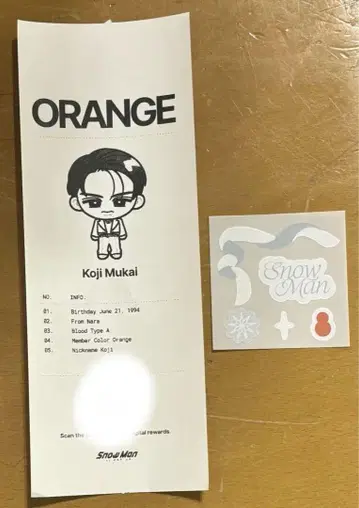 ORANGE
Koji Mukai
NO. INFO:
01. Birthday June 21, 1994
02. From Nara
03. Blood Type A
04. Member Color Orange
05. Nickname Koji
Scan the rewards.
Snow Man
Snow
Man